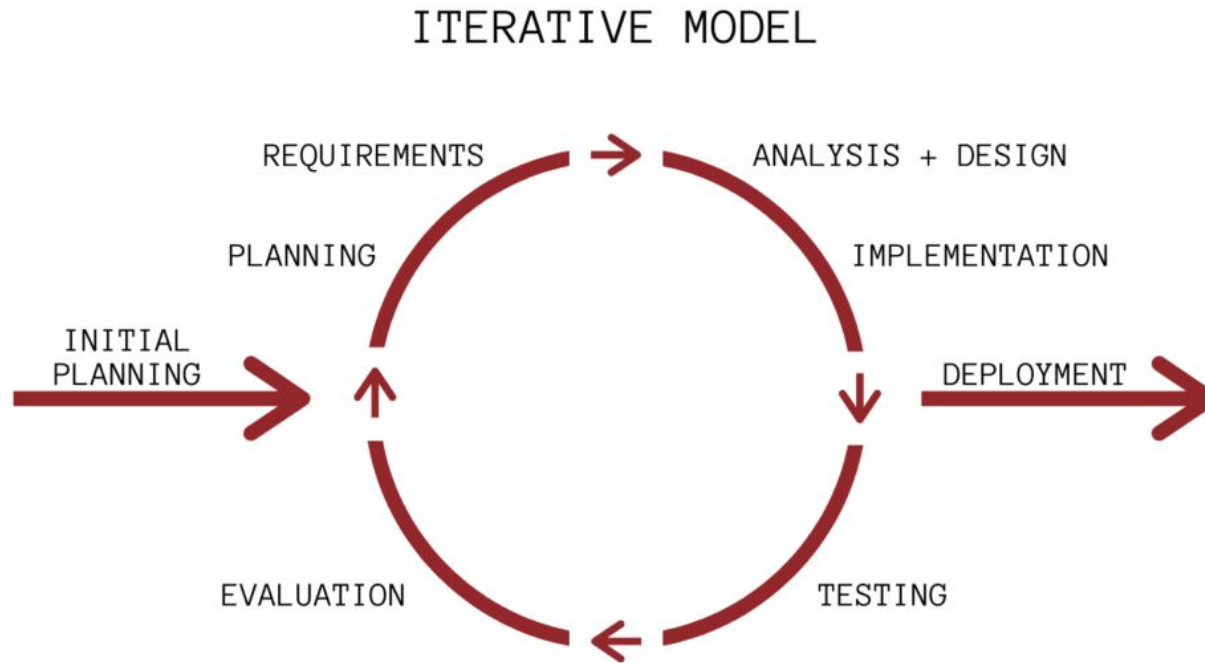 ITERATIVE MODEL
REQUIREMENTS
ANALYSIS + DESIGN
PLANNING
IMPLEMENTATION
INITIAL
PLANNING
DEPLOYMENT
EVALUATION
TESTING